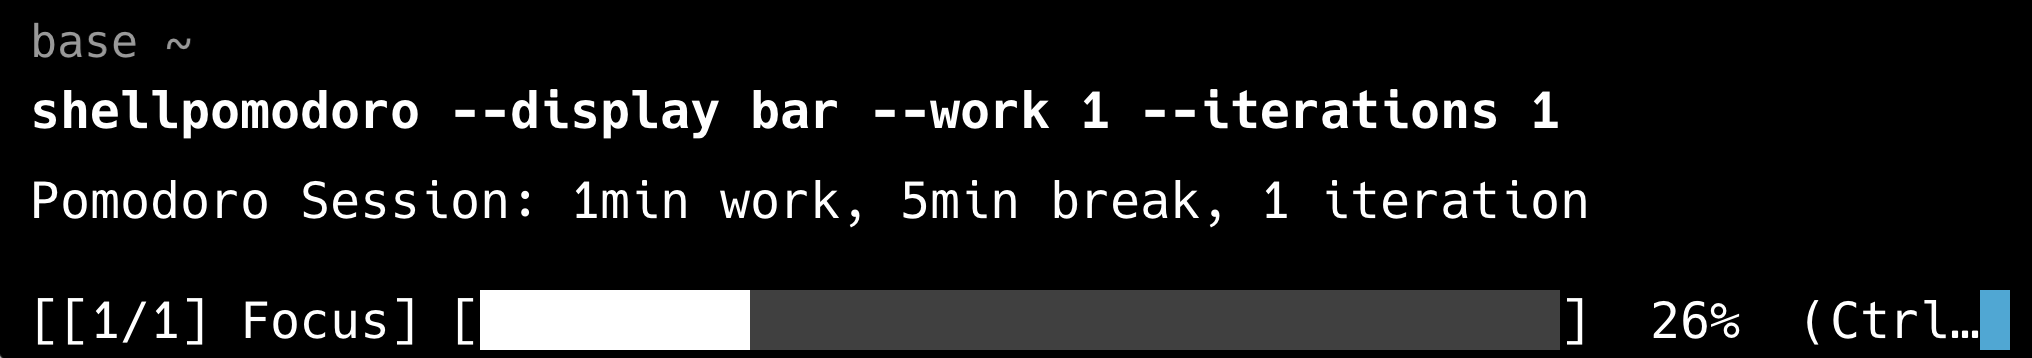 base ~
shellpomodoro --display bar --work 1 --iterations 1
Pomodoro Session: 1min work, 5min break, 1 iteration
[[1/1] Focus] [] 26% (Ctrl…